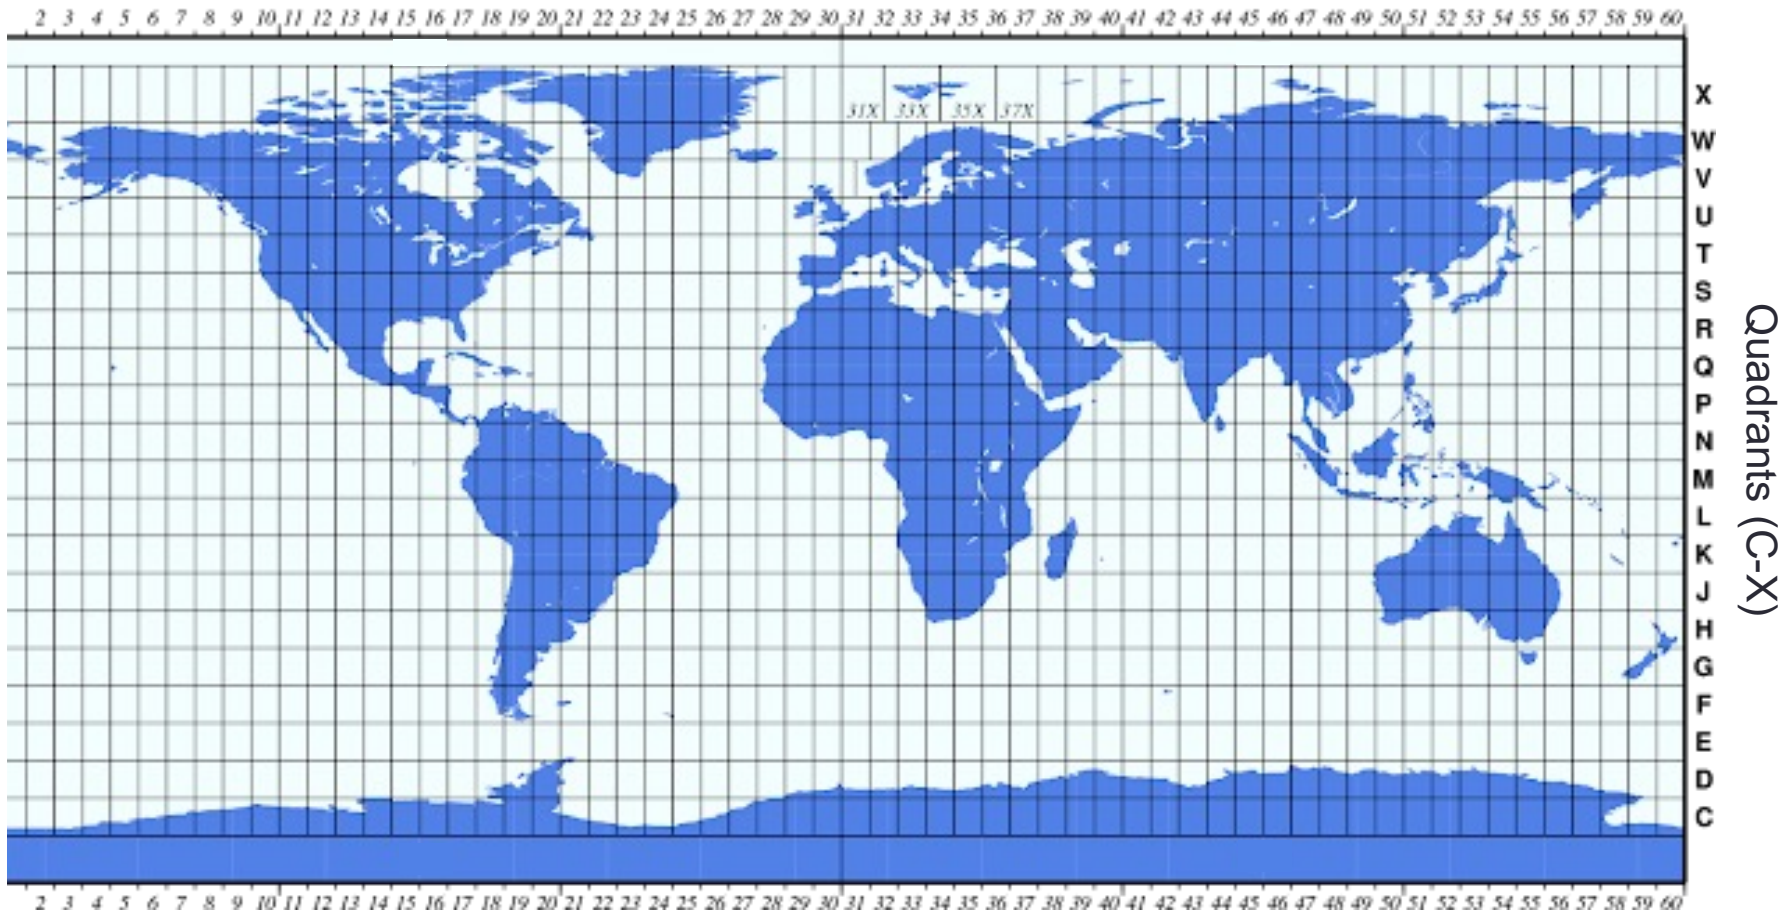 2 3 4 5 6 7 8 9 10 11 12 13 14 15 16 17 18 19 20 21 22 23 24 25 26 27 28 29 30 31 32 33 34 35 36 37 38 39 40 41 42 43 44 45 46 47 48 49 50 51 52 53 54 55 56 57 58 59 60
X
31X 33X 35X 37X
W
V
U
T
S
R
Q
P
N
M
L
K
J
H
G
F
E
D
C
Quadrants (C-X)
2 3 4 5 6 7 8 9 10 11 12 13 14 15 16 17 18 19 20 21 22 23 24 25 26 27 28 29 30 31 32 33 34 35 36 37 38 39 40 41 42 43 44 45 46 47 48 49 50 51 52 53 54 55 56 57 58 59 60